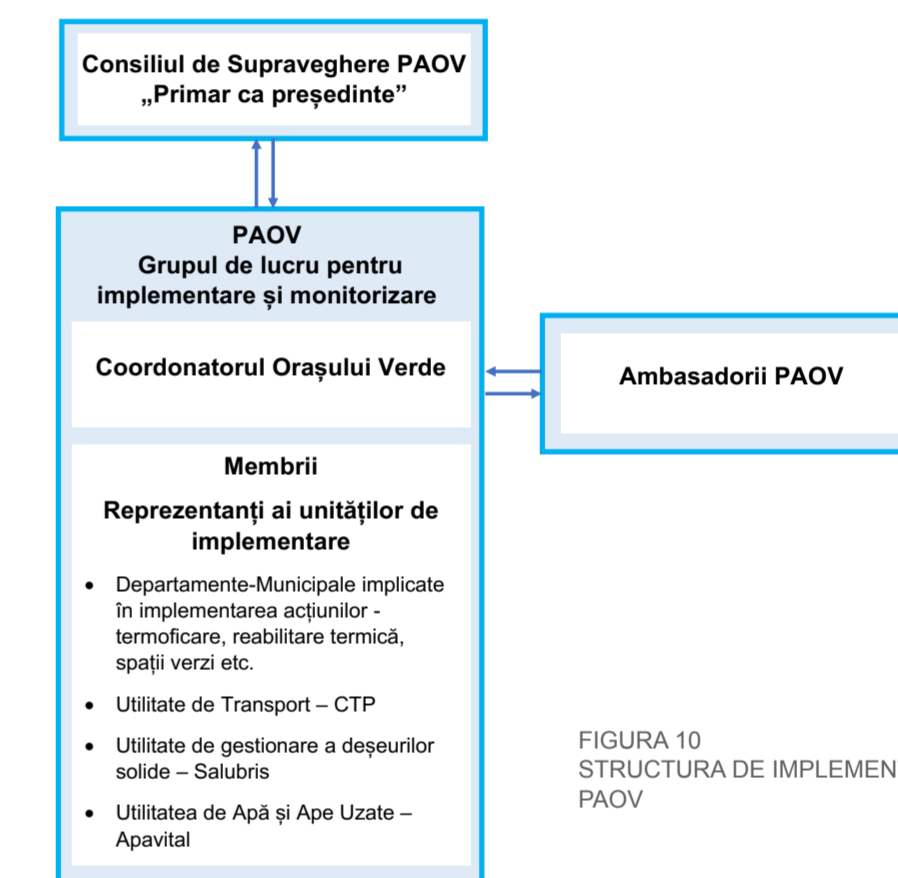 Consiliul de Supraveghere PAOV
„Primar ca președinte”
PAOV
Grupul de lucru pentru
implementare și monitorizare
Coordonatorul Orașului Verde
Ambasadorii PAOV
Membrii
Reprezentanți ai unităților de
implementare
• Departamente-Municipale implicate
în implementarea acțiunilor -
termoficare, reabilitare termică,
spații verzi etc.
• Utilitate de Transport – CTP
• Utilitate de gestionare a deșeurilor
solide – Salubris
• Utilitatea de Apă și Ape Uzate –
Apavital
FIGURA 10
STRUCTURA DE
PAOV